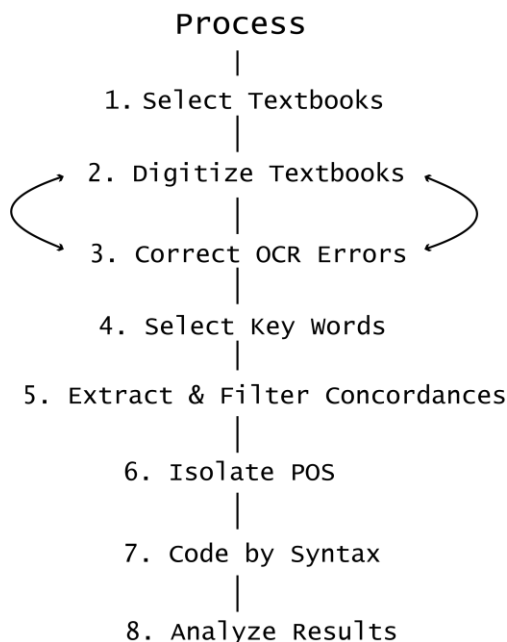 Process
1. Select Textbooks
2. Digitize Textbooks
3. Correct OCR Errors
4. Select Key Words
5. Extract & Filter Concordances
6. Isolate POS
7. Code by Syntax
8. Analyze Results